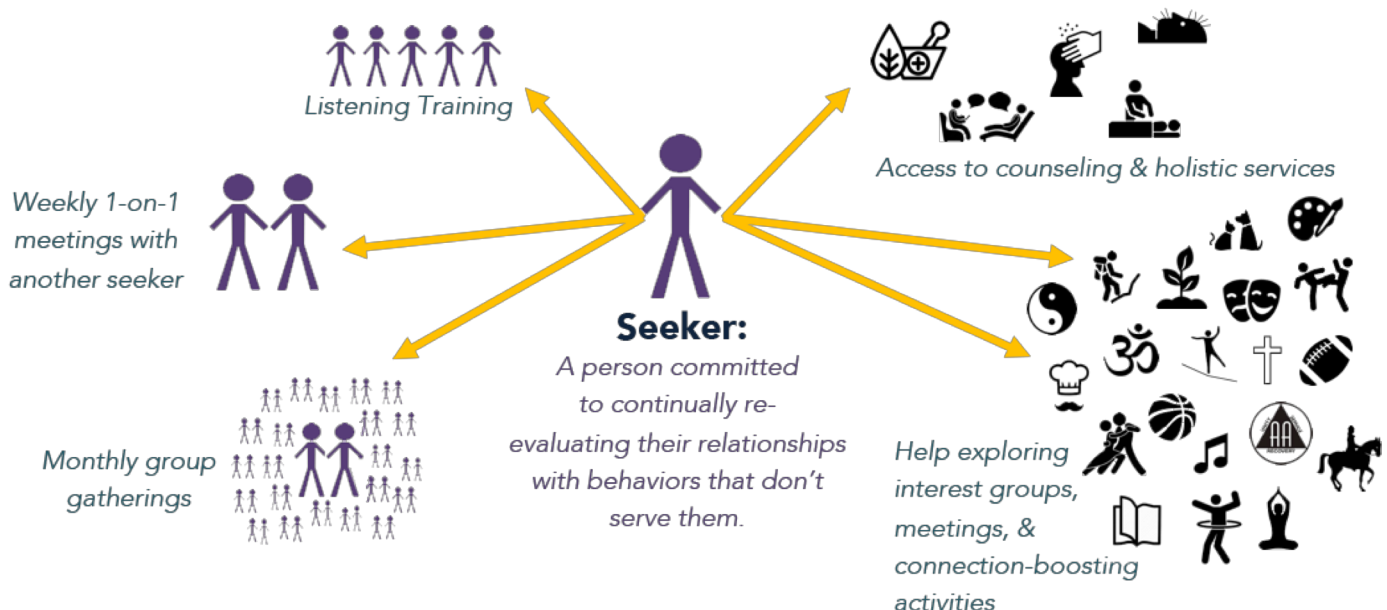 Listening Training
Weekly 1-on-1
meetings with
another seeker
Monthly group
gatherings
Seeker:
A person committed
to continually re-
evaluating their relationships
with behaviors that don't
serve them.
Access to counseling & holistic services
Help exploring
interest groups,
meetings, &
connection-boosting
activities
AA
RECOVERY